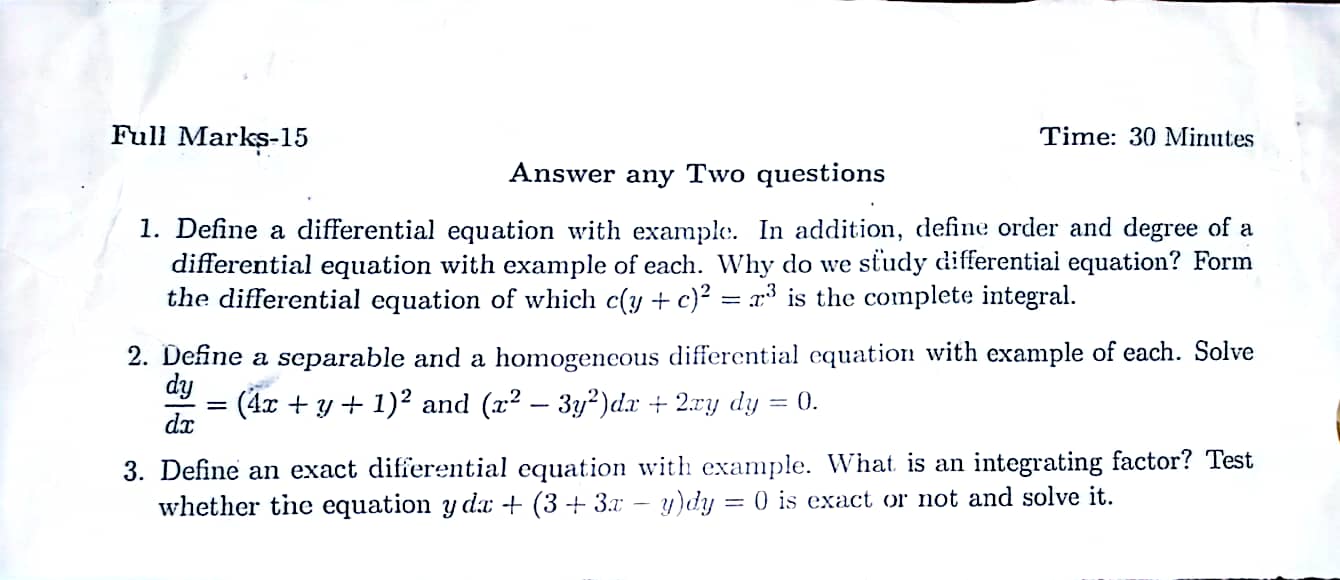 Full Marks-15
Time: 30 Minutes
Answer any Two questions
1. Define a differential equation with example. In addition, define order and degree of a
differential equation with example of each. Why do we study differential equation? Form
the differential equation of which c(y + c)² = x³ is the complete integral.
2. Define a separable and a homogeneous differential equation with example of each. Solve
dy/dx = (4x + y + 1)² and (x² − 3y²)dx + 2xy dy = 0.
3. Define an exact differential equation with example. What is an integrating factor? Test
whether the equation y dx + (3 + 3x − y)dy = 0 is exact or not and solve it.